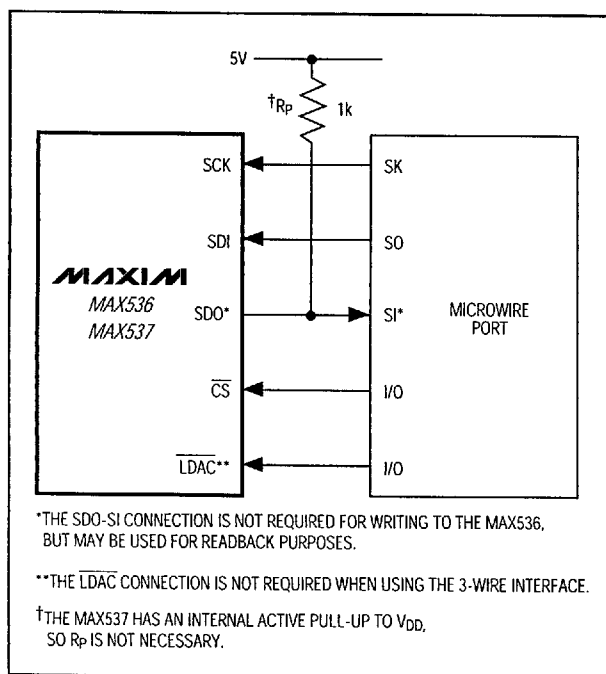 5V
†RP 1k
SCK SK
SDI SO
MAXIM
MAX536
MAX537
SDO* SI*
MICROWIRE
PORT
C̅S̅ I/O
L̅D̅A̅C̅** I/O
*THE SDO-SI CONNECTION IS NOT REQUIRED FOR WRITING TO THE MAX536,
BUT MAY BE USED FOR READBACK PURPOSES.
**THE L̅D̅A̅C̅ CONNECTION IS NOT REQUIRED WHEN USING THE 3-WIRE INTERFACE.
†THE MAX537 HAS AN INTERNAL ACTIVE PULL-UP TO VDD,
SO RP IS NOT NECESSARY.